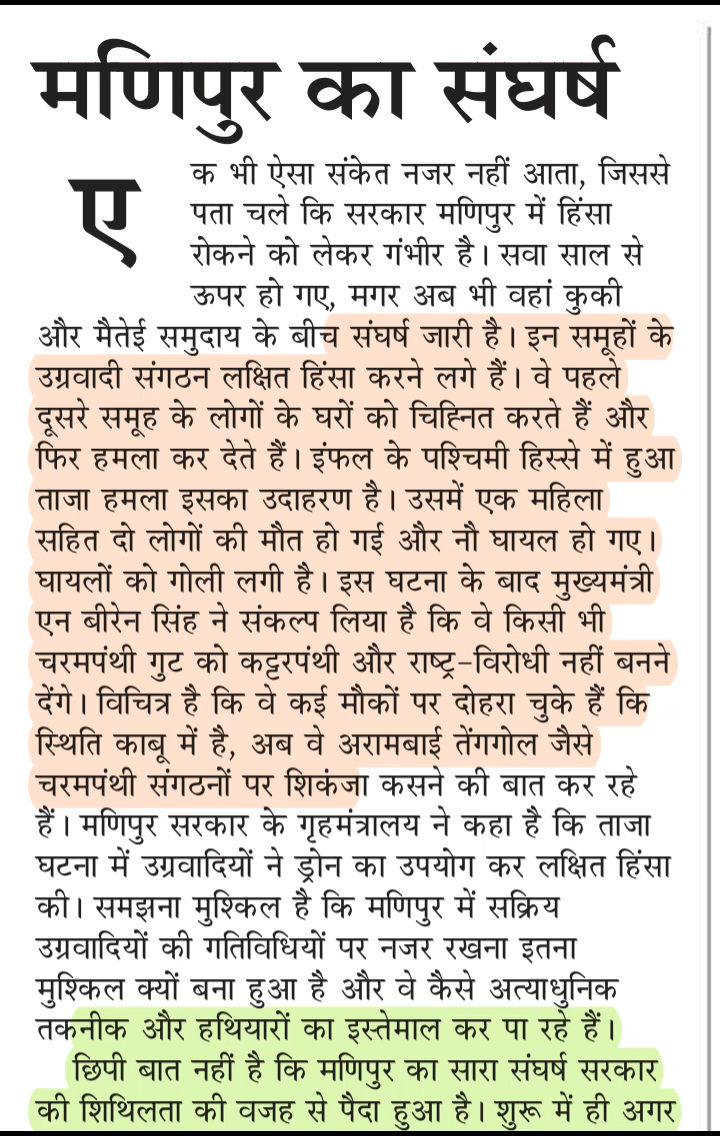 मणिपुर का संघर्ष
एक भी ऐसा संकेत नजर नहीं आता, जिससे
पता चले कि सरकार मणिपुर में हिंसा
रोकने को लेकर गंभीर है। सवा साल से
ऊपर हो गए, मगर अब भी वहां कुकी
और मैतेई समुदाय के बीच संघर्ष जारी है। इन समूहों के
उग्रवादी संगठन लक्षित हिंसा करने लगे हैं। वे पहले
दूसरे समूह के लोगों के घरों को चिह्नित करते हैं और
फिर हमला कर देते हैं। इंफल के पश्चिमी हिस्से में हुआ
ताजा हमला इसका उदाहरण है। उसमें एक महिला
सहित दो लोगों की मौत हो गई और नौ घायल हो गए।
घायलों को गोली लगी है। इस घटना के बाद मुख्यमंत्री
एन बीरेन सिंह ने संकल्प लिया है कि वे किसी भी
चरमपंथी गुट को कट्टरपंथी और राष्ट्र-विरोधी नहीं बनने
देंगे। विचित्र है कि वे कई मौकों पर दोहरा चुके हैं कि
स्थिति काबू में है, अब वे अरामबाई तेंगगोल जैसे
चरमपंथी संगठनों पर शिकंजा कसने की बात कर रहे
हैं। मणिपुर सरकार के गृहमंत्रालय ने कहा है कि ताजा
घटना में उग्रवादियों ने ड्रोन का उपयोग कर लक्षित हिंसा
की। समझना मुश्किल है कि मणिपुर में सक्रिय
उग्रवादियों की गतिविधियों पर नजर रखना इतना
मुश्किल क्यों बना हुआ है और वे कैसे अत्याधुनिक
तकनीक और हथियारों का इस्तेमाल कर पा रहे हैं।
छिपी बात नहीं है कि मणिपुर का सारा संघर्ष सरकार
की शिथिलता की वजह से पैदा हुआ है। शुरू में ही अगर